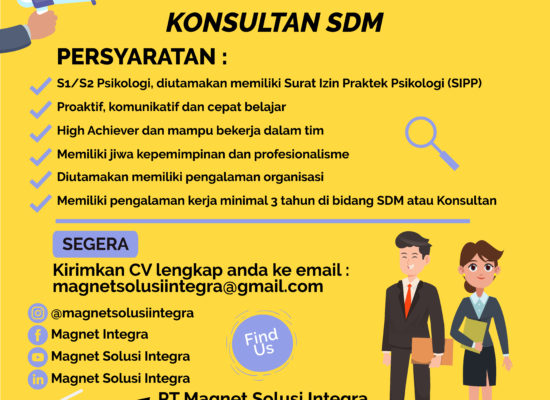 KONSULTAN SDM
PERSYARATAN :
S1/S2 Psikologi, diutamakan memiliki Surat Izin Praktek Psikologi (SIPP)
Proaktif, komunikatif dan cepat belajar
High Achiever dan mampu bekerja dalam tim
Memiliki jiwa kepemimpinan dan profesionalisme
Diutamakan memiliki pengalaman organisasi
Memiliki pengalaman kerja minimal 3 tahun di bidang SDM atau Konsultan
SEGERA
Kirimkan CV lengkap anda ke email :
magnetsolusiintegra@gmail.com
@magnetsolusiintegra
Magnet Integra
Magnet Solusi Integra
Magnet Solusi Integra
Find
Us
PT Magnet Solusi Integra